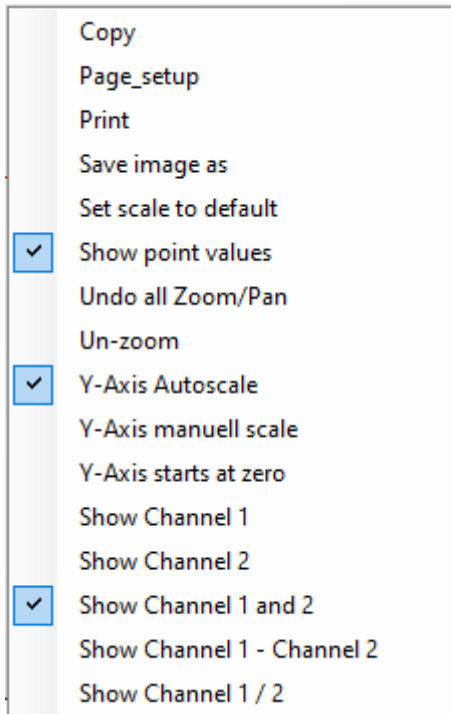 Copy
Page_setup
Print
Save image as
Set scale to default
Show point values
Undo all Zoom/Pan
Un-zoom
Y-Axis Autoscale
Y-Axis manuell scale
Y-Axis starts at zero
Show Channel 1
Show Channel 2
Show Channel 1 and 2
Show Channel 1 - Channel 2
Show Channel 1 / 2